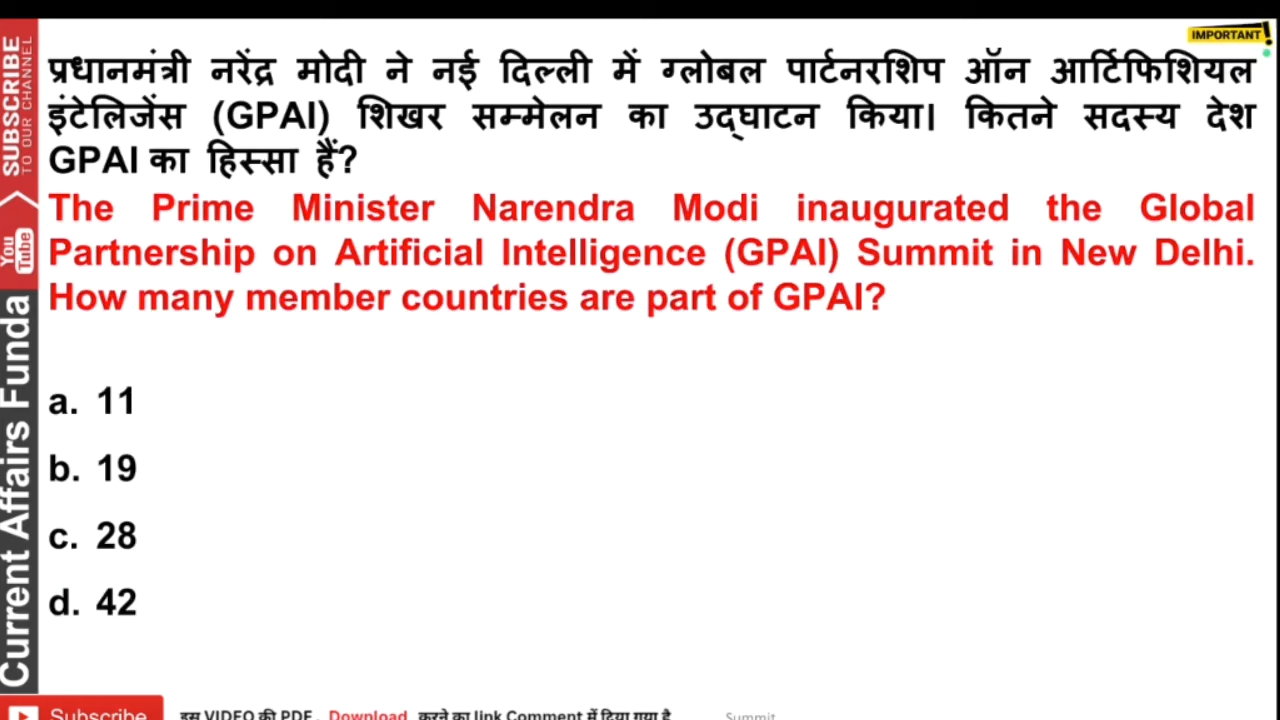 IMPORTANT!
प्रधानमंत्री नरेंद्र मोदी ने नई दिल्ली में ग्लोबल पार्टनरशिप ऑन आर्टिफिशियल
इंटेलिजेंस (GPAI) शिखर सम्मेलन का उद्घाटन किया। कितने सदस्य देश
GPAI का हिस्सा हैं?
The Prime Minister Narendra Modi inaugurated the Global
Partnership on Artificial Intelligence (GPAI) Summit in New Delhi.
How many member countries are part of GPAI?
a. 11
b. 19
c. 28
d. 42
SUBSCRIBE
TO OUR CHANNEL
You
Tube
Current Affairs Funda
Subscribe
इस VIDEO की PDF Download करने का link Comment में दिया गया है
Summit